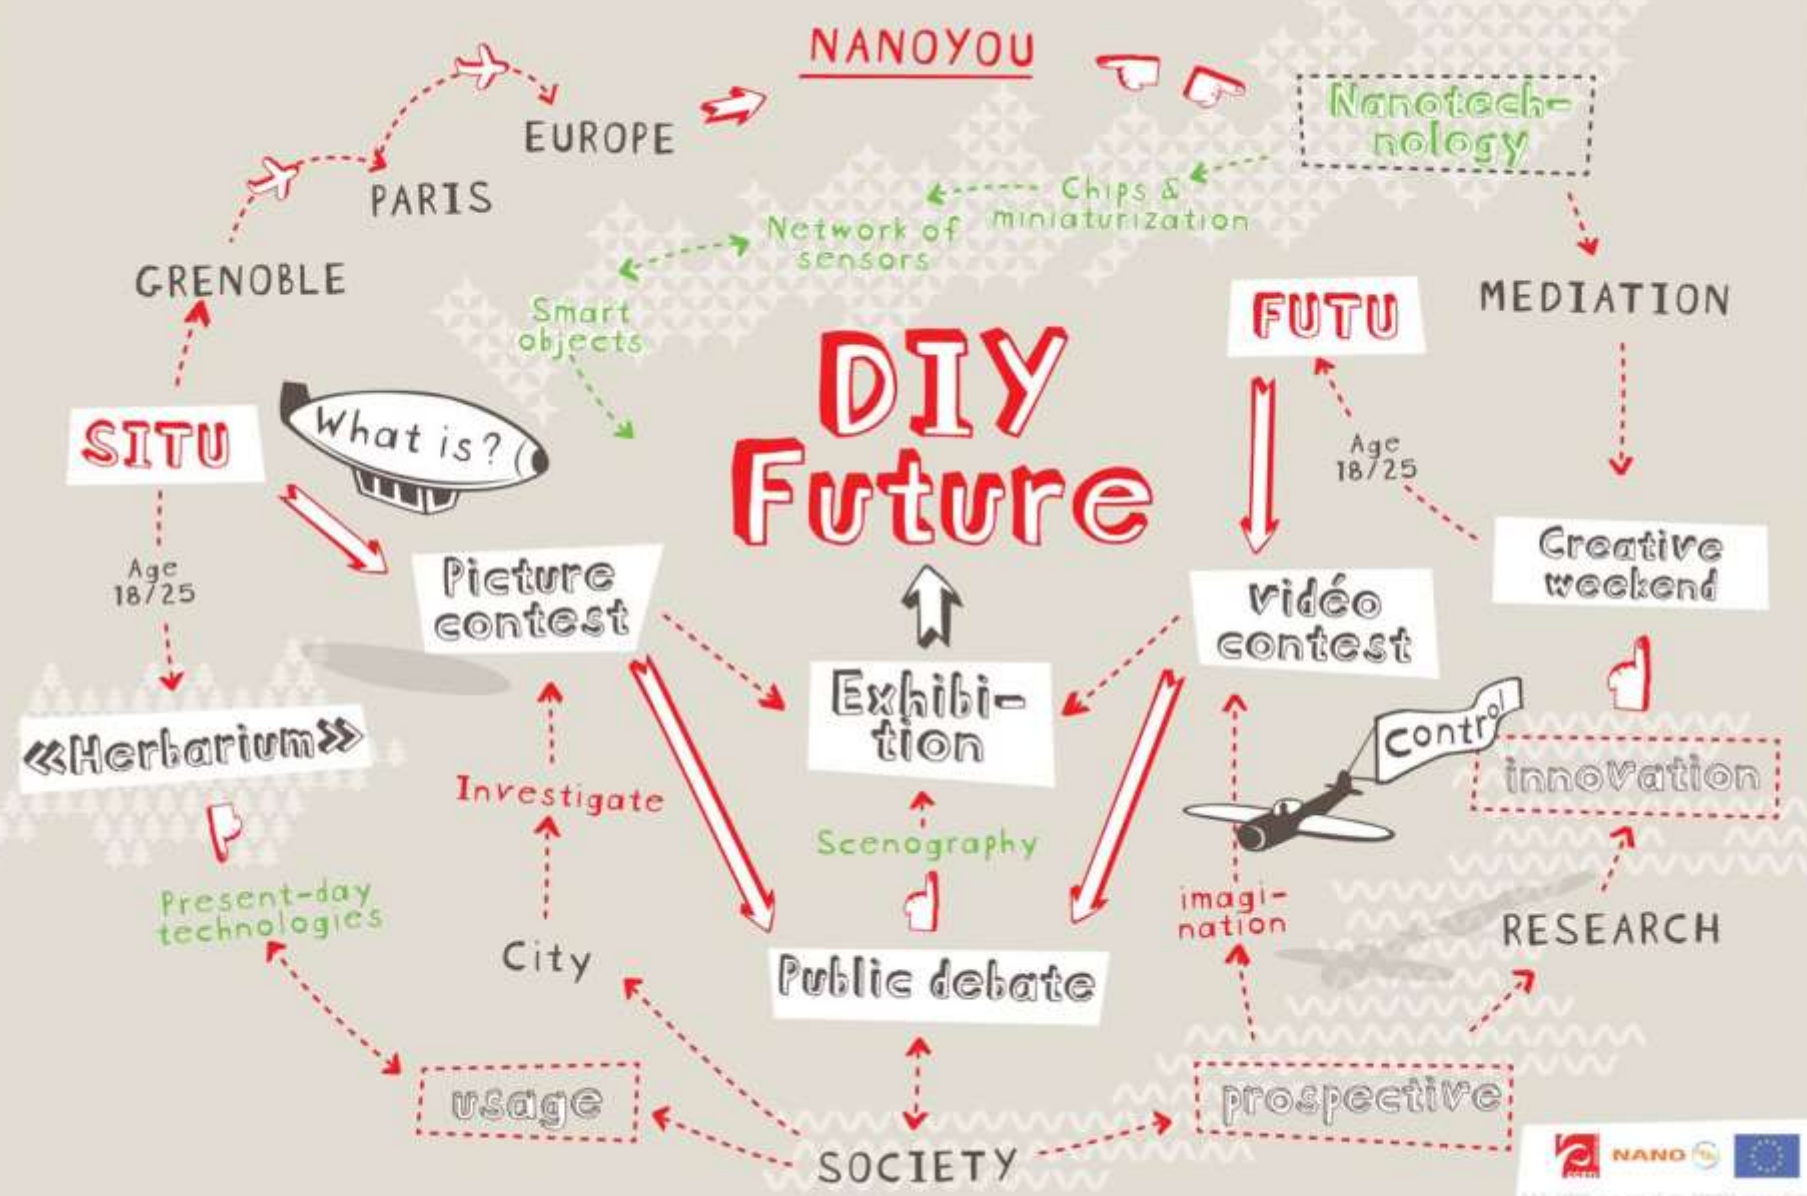 NANOYOU
Nanotech-
nology
EUROPE
PARIS
Chips &
miniaturization
Network of
sensors
GRENOBLE
Smart
objects
FUTU
MEDIATION
DIY
Future
SITU
What is?
Age
18/25
Age
18/25
Picture
contest
vidéo
contest
Creative
weekend
Exhibi-
tion
control
«Herbarium»
innovation
Investigate
Scenography
Present-day
technologies
imagi-
nation
City
RESEARCH
Public debate
usage
prospective
SOCIETY
NANO